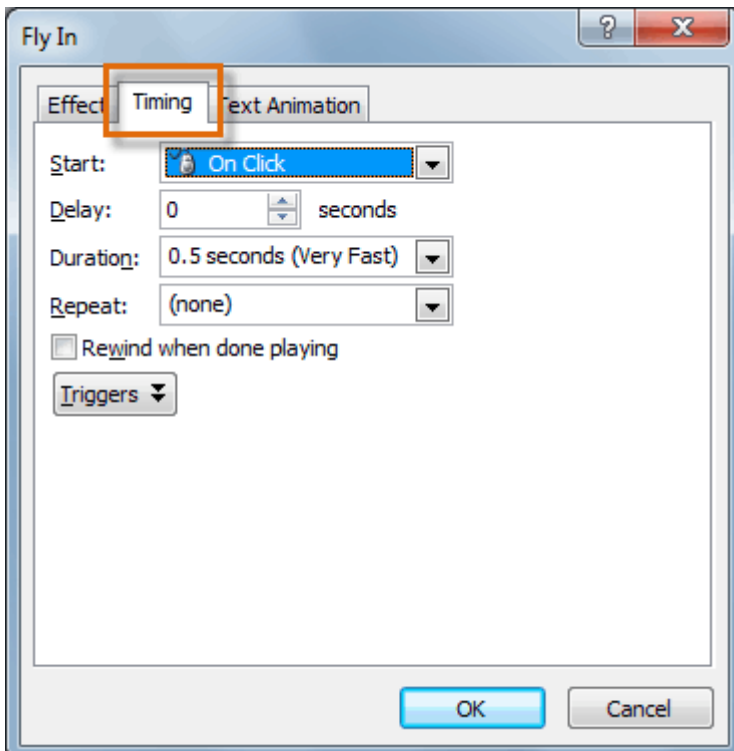 Fly In
Effect Timing Text Animation
Start: On Click
Delay: 0 seconds
Duration: 0.5 seconds (Very Fast)
Repeat: (none)
Rewind when done playing
Triggers
OK Cancel